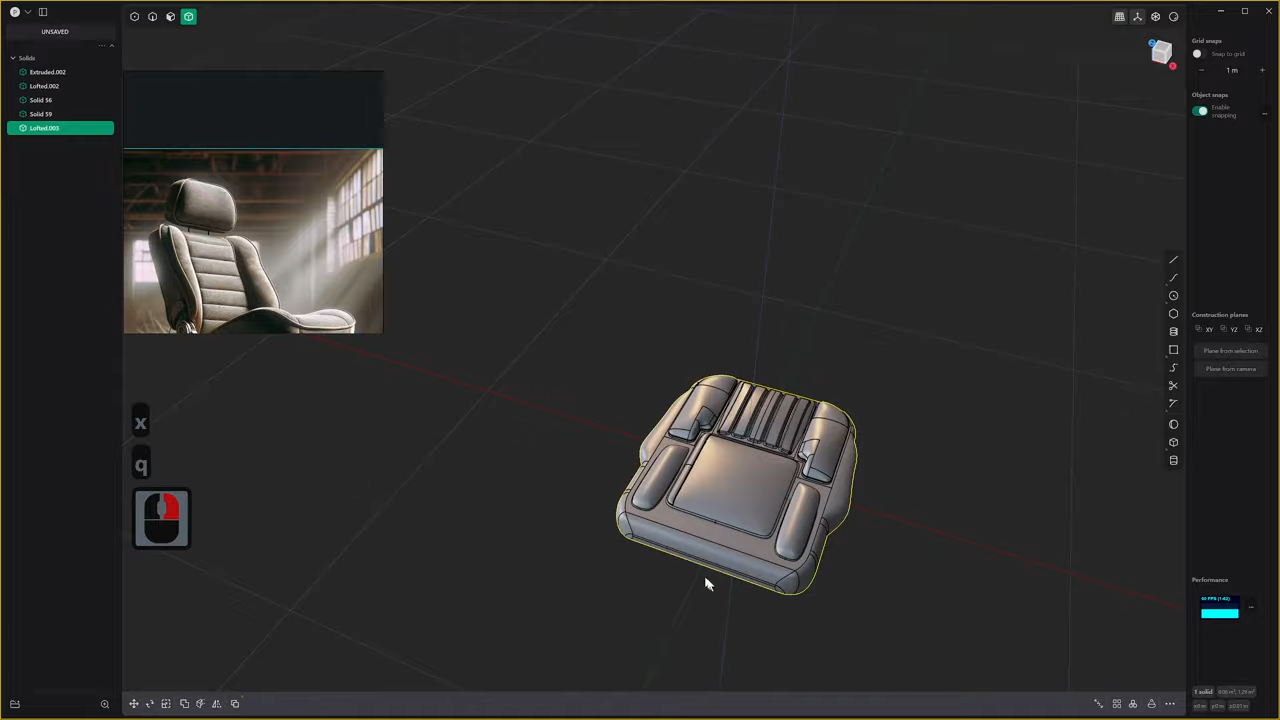 P
UNSAVED
Solids
Extruded.002
Lofted.002
Solid 56
Solid 59
Lofted.003
x
q
Grid snaps
Snap to grid
1 m
Object snaps
Enable
snapping
Construction planes
XY
YZ
XZ
Plane from selection
Plane from camera
Performance
1 solid